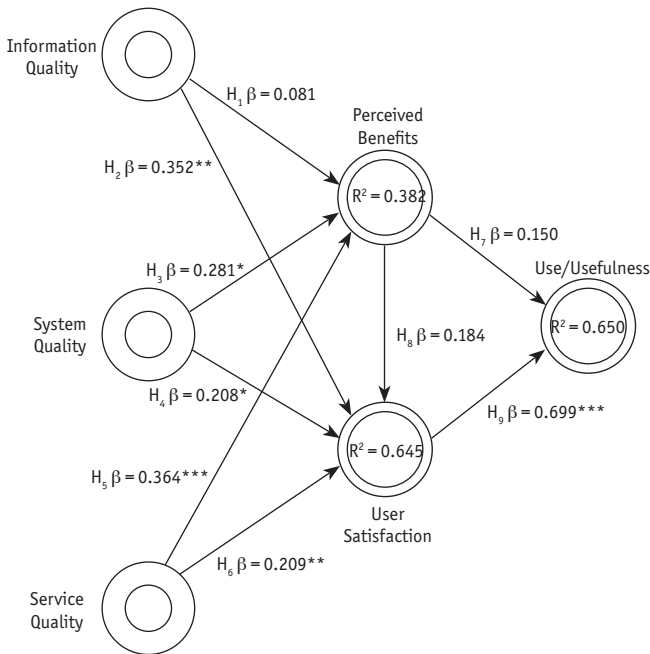 Information
Quality
H₁ β = 0.081
Perceived
Benefits
H₂ β = 0.352**
R² = 0.382
H₃ β = 0.281*
H₇ β = 0.150
Use/Usefulness
System
Quality
R² = 0.650
H₈ β = 0.184
H₄ β = 0.208*
H₉ β = 0.699***
R² = 0.645
H₅ β = 0.364***
User
Satisfaction
H₆ β = 0.209**
Service
Quality